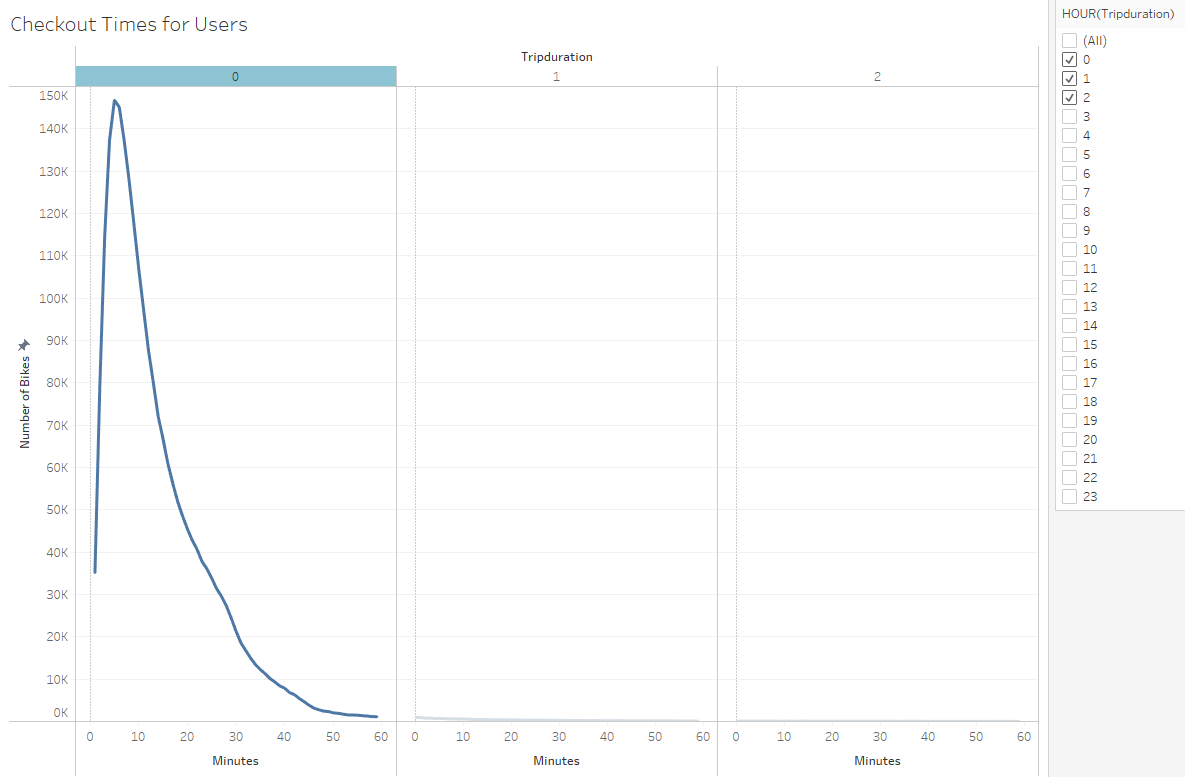 Checkout Times for Users
Tripduration
0 1 2
150K
140K
130K
120K
110K
100K
90K
80K
70K
60K
50K
40K
30K
20K
10K
0K
Number of Bikes
0 10 20 30 40 50 60 0 10 20 30 40 50 60 0 10 20 30 40 50 60
Minutes Minutes Minutes
HOUR(Tripduration)
(All)
0
1
2
3
4
5
6
7
8
9
10
11
12
13
14
15
16
17
18
19
20
21
22
23